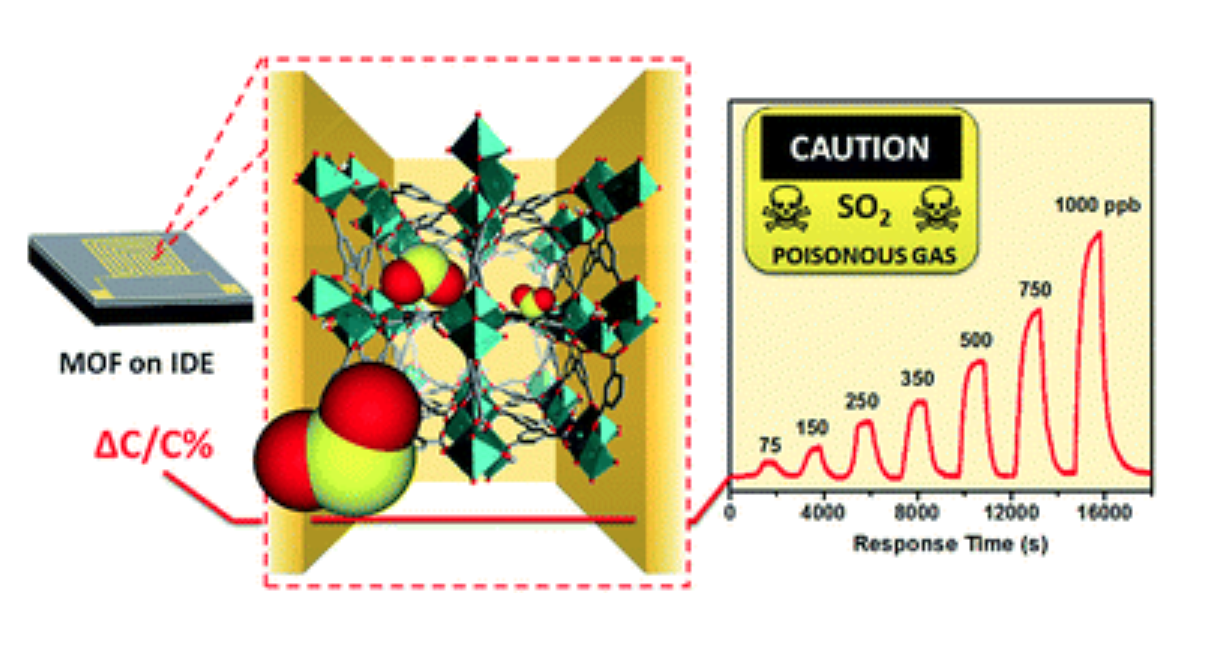 MOF on IDE
ΔC/C%
CAUTION
SO₂
POISONOUS GAS
75
150
250
350
500
750
1000 ppb
0
4000
8000
12000
16000
Response Time (s)